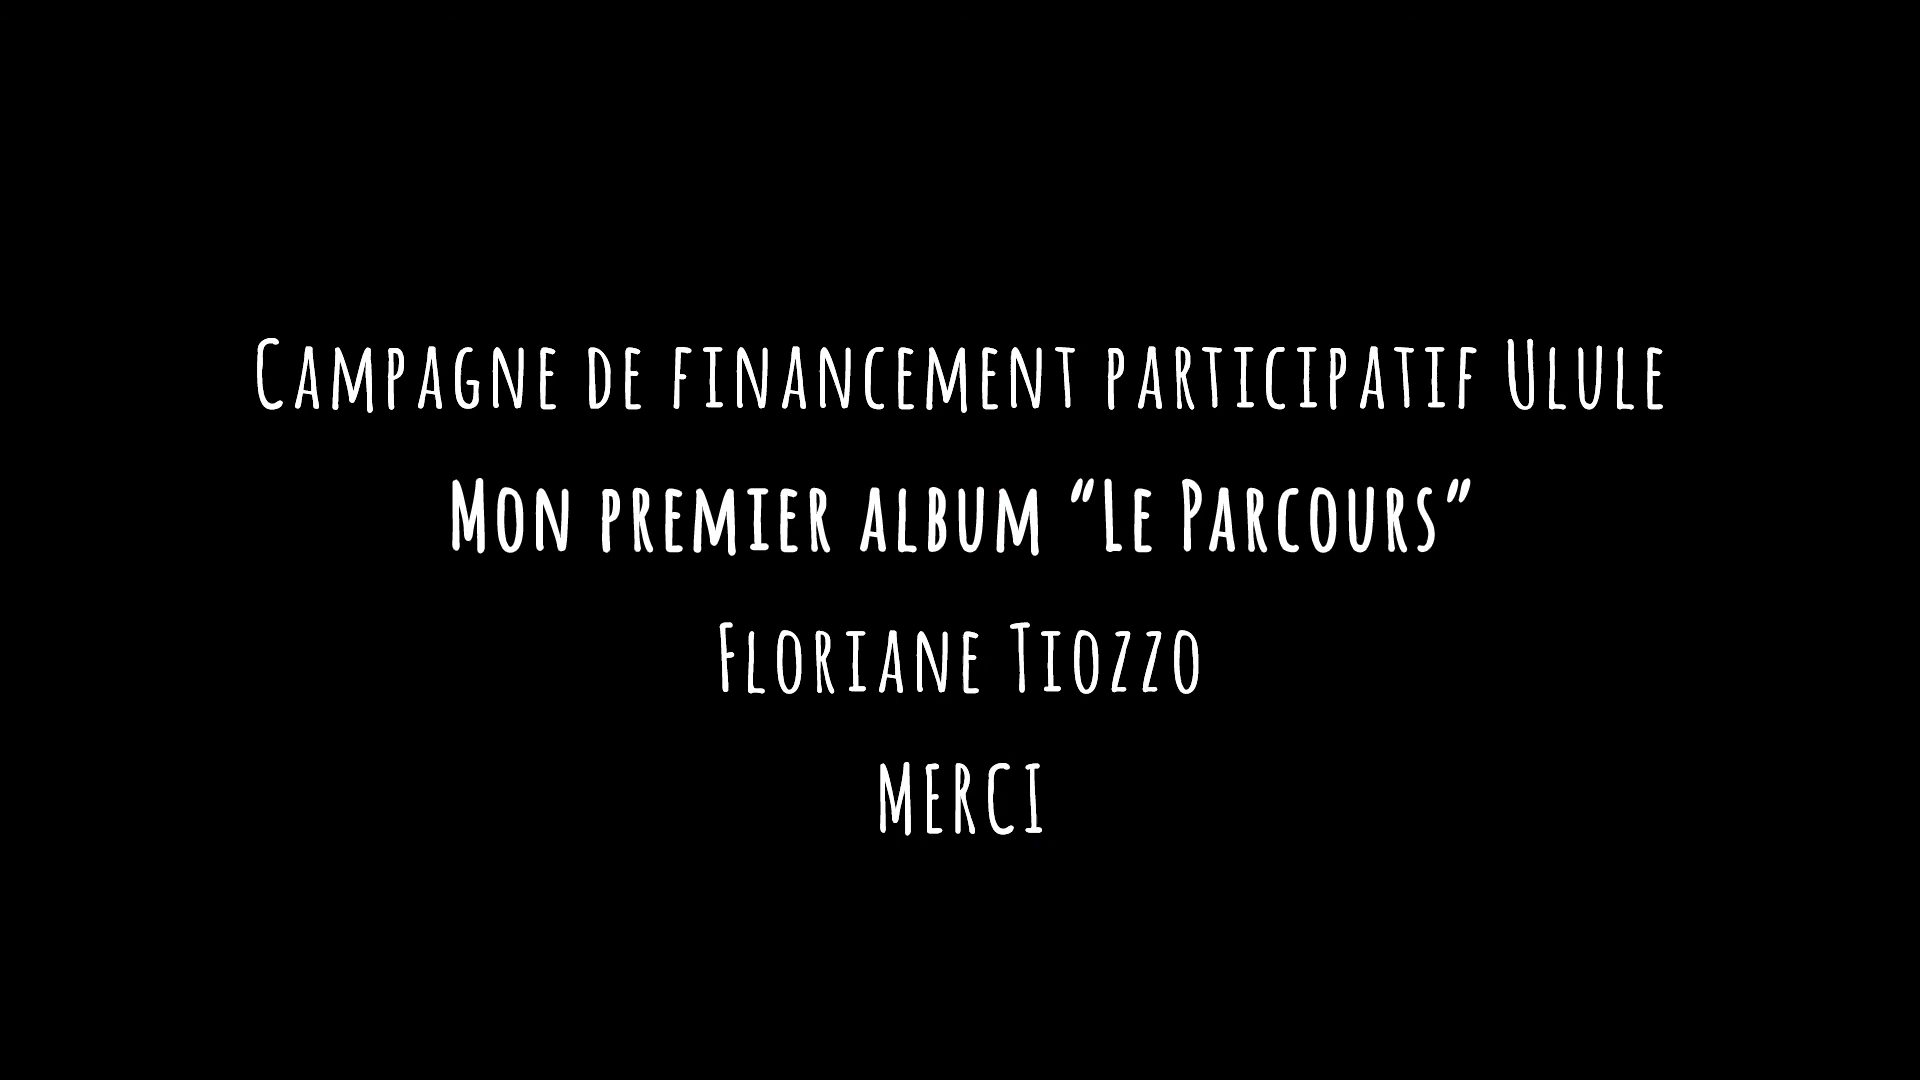 Campagne de financement participatif Ulule
Mon premier album “Le Parcours”
Floriane Tiozzo
MERCI